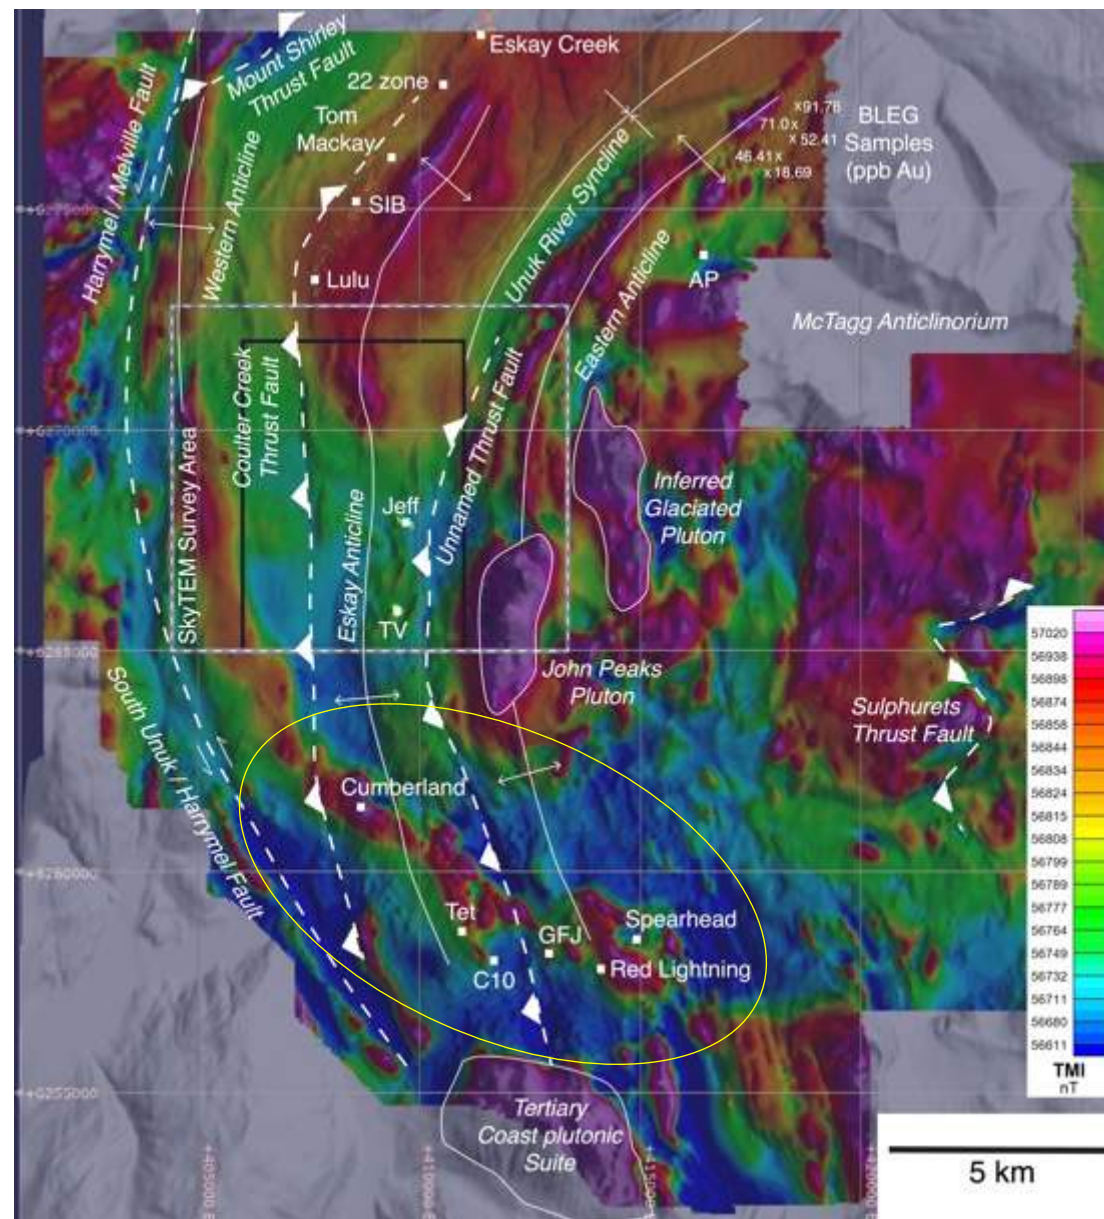 Eskay Creek
Mount Shirley
Thrust Fault
22 zone
Tom
Mackay
SIB
Lulu
Harrymel / Melville Fault
Western Anticline
Unuk River Syncline
Eastern Anticline
x91.78
71.0x
x 52.41
46.41x
x18.69
BLEG
Samples
(ppb Au)
AP
McTagg Anticlinorium
Coulter Creek
Thrust Fault
Unnamed Thrust Fault
SkyTEM Survey Area
Eskay Anticline
Jeff
TV
Inferred
Glaciated
Pluton
John Peaks
Pluton
Sulphurets
Thrust Fault
South Unuk / Harrymel Fault
Cumberland
Tet
C10
GFJ
Spearhead
Red Lightning
Tertiary
Coast plutonic
Suite
57020
56938
56898
56874
56858
56844
56834
56824
56815
56808
56799
56789
56777
56764
56749
56732
56711
56680
56611
TMI
nT
5 km
+6270000
+6255000
+405000 E